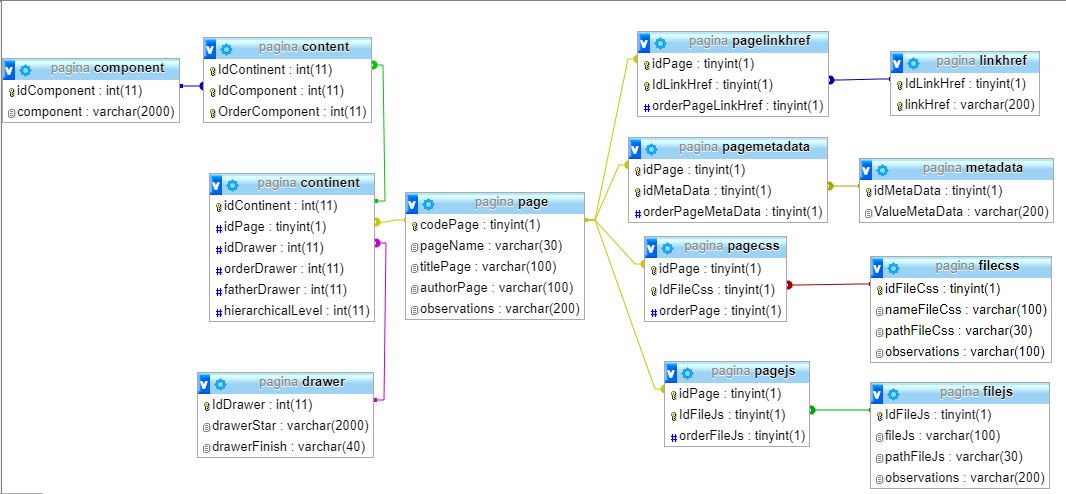 pagina component
idComponent : int(11)
component : varchar(2000)
pagina content
IdContinent : int(11)
IdComponent : int(11)
OrderComponent : int(11)
pagina continent
idContinent : int(11)
idPage : tinyint(1)
idDrawer : int(11)
orderDrawer : int(11)
fatherDrawer : int(11)
hierarchicalLevel : int(11)
pagina drawer
IdDrawer : int(11)
drawerStar : varchar(2000)
drawerFinish : varchar(40)
pagina page
codePage : tinyint(1)
pageName : varchar(30)
titlePage : varchar(100)
authorPage : varchar(100)
observations : varchar(200)
pagina pagelinkhref
idPage : tinyint(1)
IdLinkHref : tinyint(1)
orderPageLinkHref : tinyint(1)
pagina linkhref
IdLinkHref : tinyint(1)
linkHref : varchar(200)
pagina pagemetadata
idPage : tinyint(1)
idMetaData : tinyint(1)
orderPageMetaData : tinyint(1)
pagina metadata
idMetaData : tinyint(1)
ValueMetaData : varchar(200)
pagina pagecss
idPage : tinyint(1)
IdFileCss : tinyint(1)
orderPage : tinyint(1)
pagina filecss
idFileCss : tinyint(1)
nameFileCss : varchar(100)
pathFileCss : varchar(30)
observations : varchar(100)
pagina pagejs
idPage : tinyint(1)
IdFileJs : tinyint(1)
orderFileJs : tinyint(1)
pagina filejs
IdFileJs : tinyint(1)
fileJs : varchar(100)
pathFileJs : varchar(30)
observations : varchar(200)